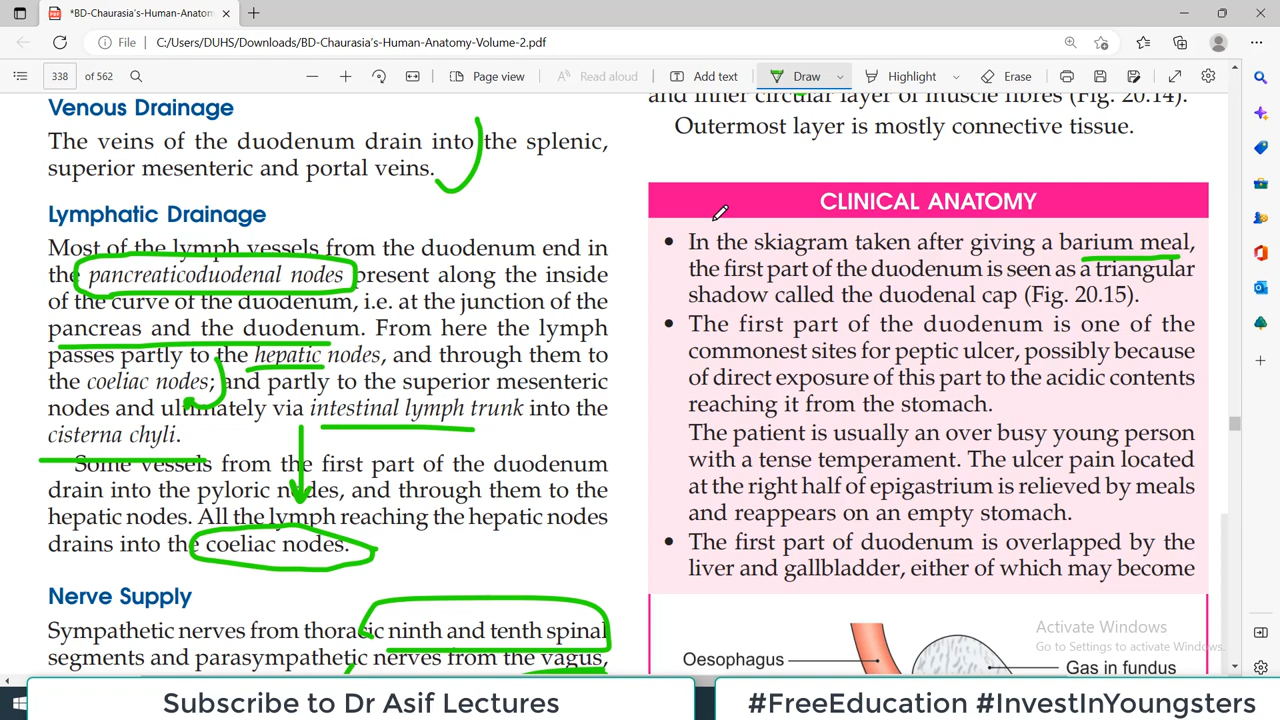 *BD-Chaurasia's-Human-Anatom
File
C:/Users/DUHS/Downloads/BD-Chaurasia's-Human-Anatomy-Volume-2.pdf
338 of 562
Page view
Read aloud
Add text
Draw
Highlight
Erase
Venous Drainage
The veins of the duodenum drain into the splenic,
superior mesenteric and portal veins.
Lymphatic Drainage
Most of the lymph vessels from the duodenum end in
the pancreaticoduodenal nodes present along the inside
of the curve of the duodenum, i.e. at the junction of the
pancreas and the duodenum. From here the lymph
passes partly to the hepatic nodes, and through them to
the coeliac nodes; and partly to the superior mesenteric
nodes and ultimately via intestinal lymph trunk into the
cisterna chyli.
Some vessels from the first part of the duodenum
drain into the pyloric nodes, and through them to the
hepatic nodes. All the lymph reaching the hepatic nodes
drains into the coeliac nodes.
Nerve Supply
Sympathetic nerves from thoracic ninth and tenth spinal
segments and parasympathetic nerves from the vagus,
and inner circular layer of muscle fibres (Fig. 20.14).
Outermost layer is mostly connective tissue.
CLINICAL ANATOMY
• In the skiagram taken after giving a barium meal,
the first part of the duodenum is seen as a triangular
shadow called the duodenal cap (Fig. 20.15).
• The first part of the duodenum is one of the
commonest sites for peptic ulcer, possibly because
of direct exposure of this part to the acidic contents
reaching it from the stomach.
The patient is usually an over busy young person
with a tense temperament. The ulcer pain located
at the right half of epigastrium is relieved by meals
and reappears on an empty stomach.
• The first part of duodenum is overlapped by the
liver and gallbladder, either of which may become
Oesophagus
Gas in fundus
Activate Windows
Go to Settings to activate Windows.
Subscribe to Dr Asif Lectures
#FreeEducation #InvestInYoungsters